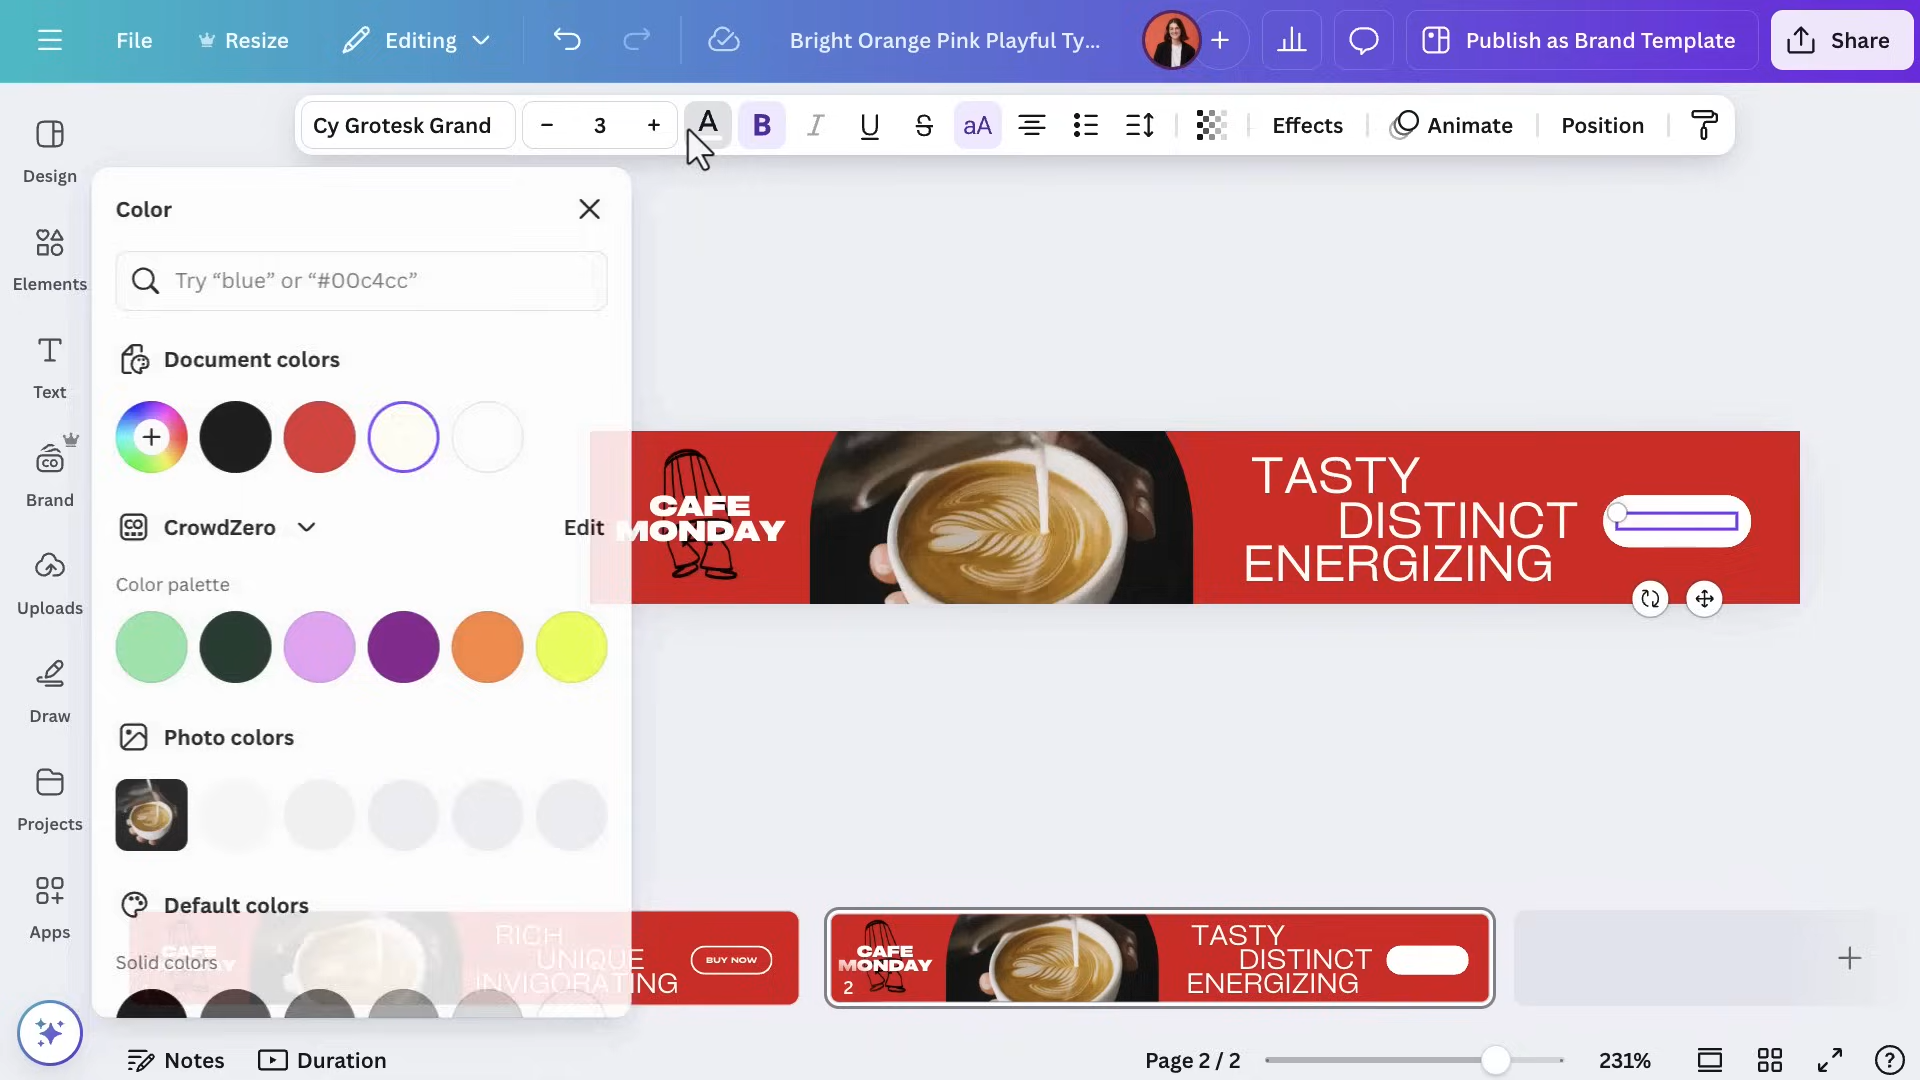 File
Resize
Editing
Bright Orange Pink Playful Ty...
Publish as Brand Template
Share
Cy Grotesk Grand
− 3 +
A
B
I
U
S
aA
Effects
Animate
Position
Design
Elements
Text
Brand
Uploads
Draw
Projects
Apps
Color
Try “blue” or “#00c4cc”
Document colors
CrowdZero
Edit
Color palette
Photo colors
Default colors
Solid colors
CAFE
MONDAY
TASTY
DISTINCT
ENERGIZING
CAFE
MONDAY
RICH
UNIQUE
INVIGORATING
BUY NOW
CAFE
MONDAY
2
TASTY
DISTINCT
ENERGIZING
Notes
Duration
Page 2 / 2
231%